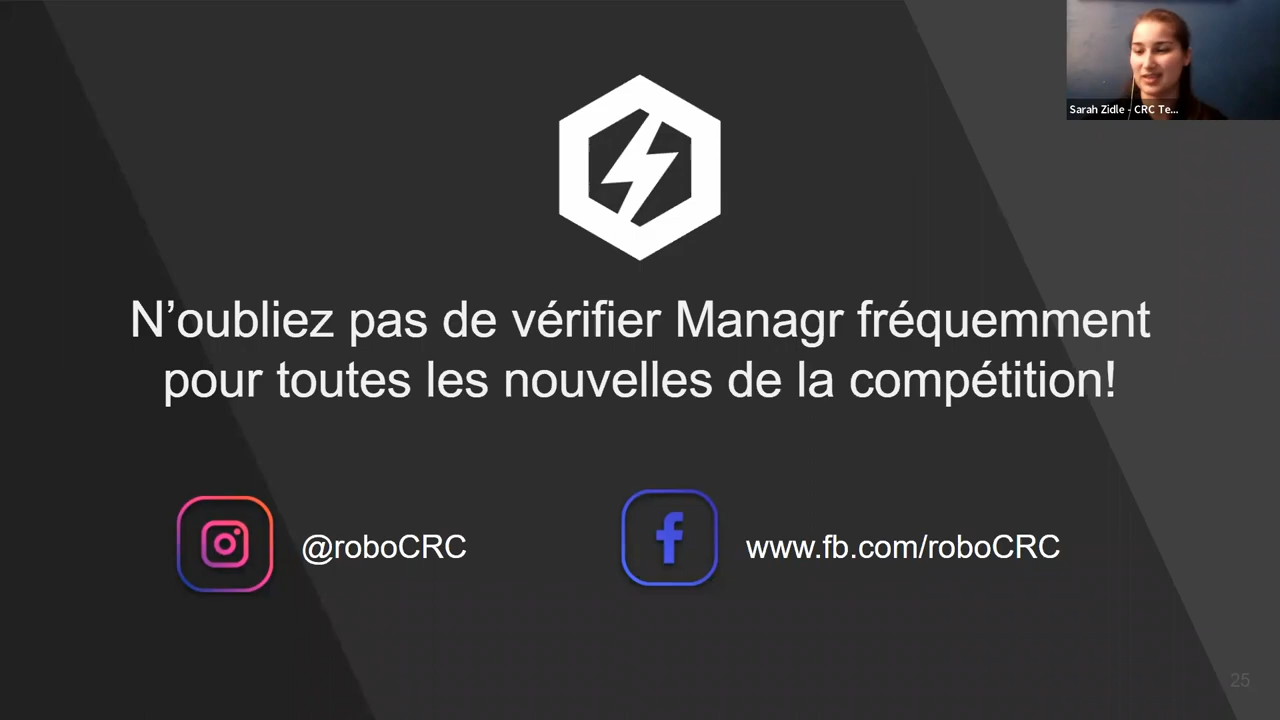 Sarah Zidle - CRC Te...
N'oubliez pas de vérifier Managr fréquemment
pour toutes les nouvelles de la compétition!
@roboCRC
www.fb.com/roboCRC
25